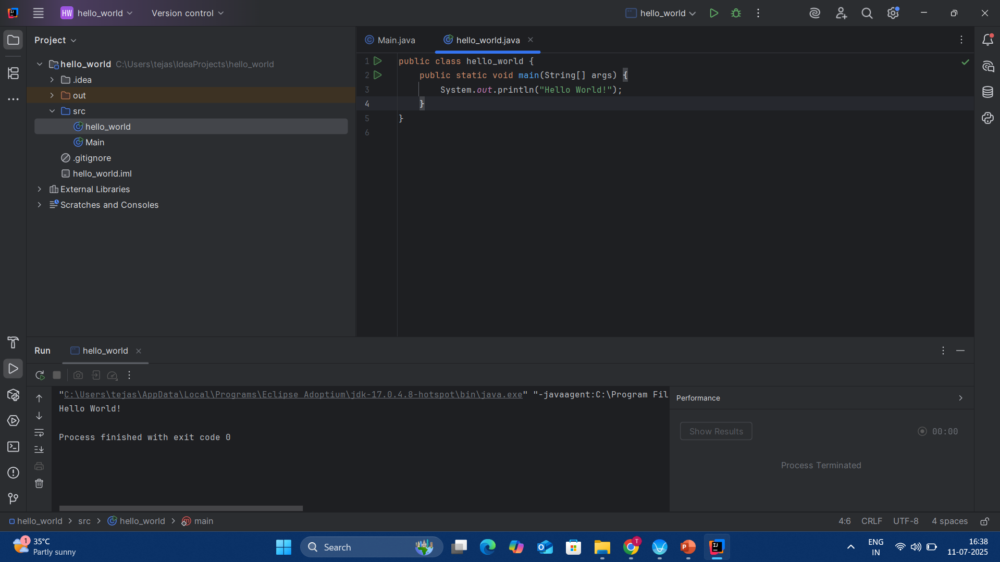 HW hello_world Version control hello_world
Project
hello_world C:\Users\tejas\IdeaProjects\hello_world
.idea
out
src
hello_world
Main
.gitignore
hello_world.iml
External Libraries
Scratches and Consoles
Main.java hello_world.java
1 public class hello_world {
2 public static void main(String[] args) {
3 System.out.println("Hello World!");
4 }
5 }
6
Run hello_world
"C:\Users\tejas\AppData\Local\Programs\Eclipse Adoptium\jdk-17.0.4.8-hotspot\bin\java.exe" "-javaagent:C:\Program Fil
Hello World!
Process finished with exit code 0
Performance
Show Results 00:00
Process Terminated
hello_world src hello_world main 4:6 CRLF UTF-8 4 spaces
1
35°C
Partly sunny
Search
T
ENG
IN
16:38
11-07-2025